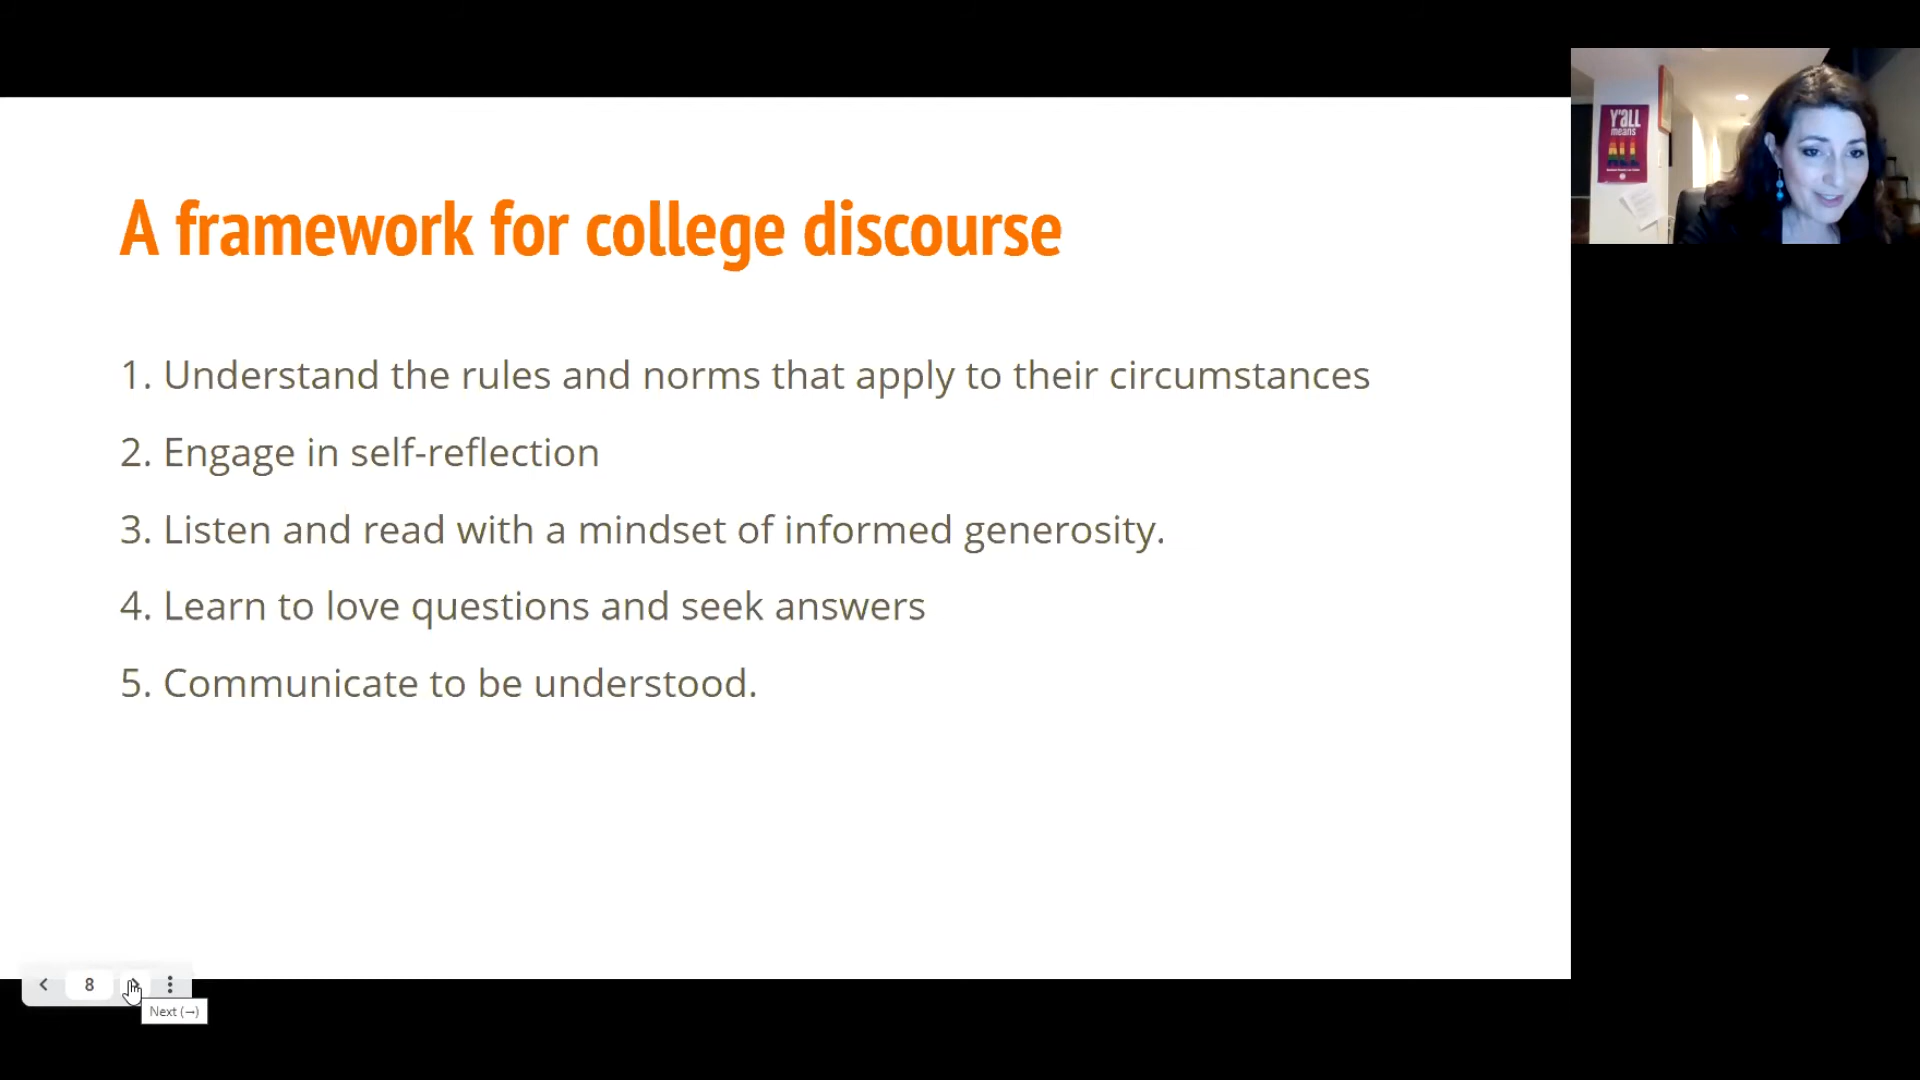 A framework for college discourse
1. Understand the rules and norms that apply to their circumstances
2. Engage in self-reflection
3. Listen and read with a mindset of informed generosity.
4. Learn to love questions and seek answers
5. Communicate to be understood.
Y'ALL
means
ALL
8
Next (→)